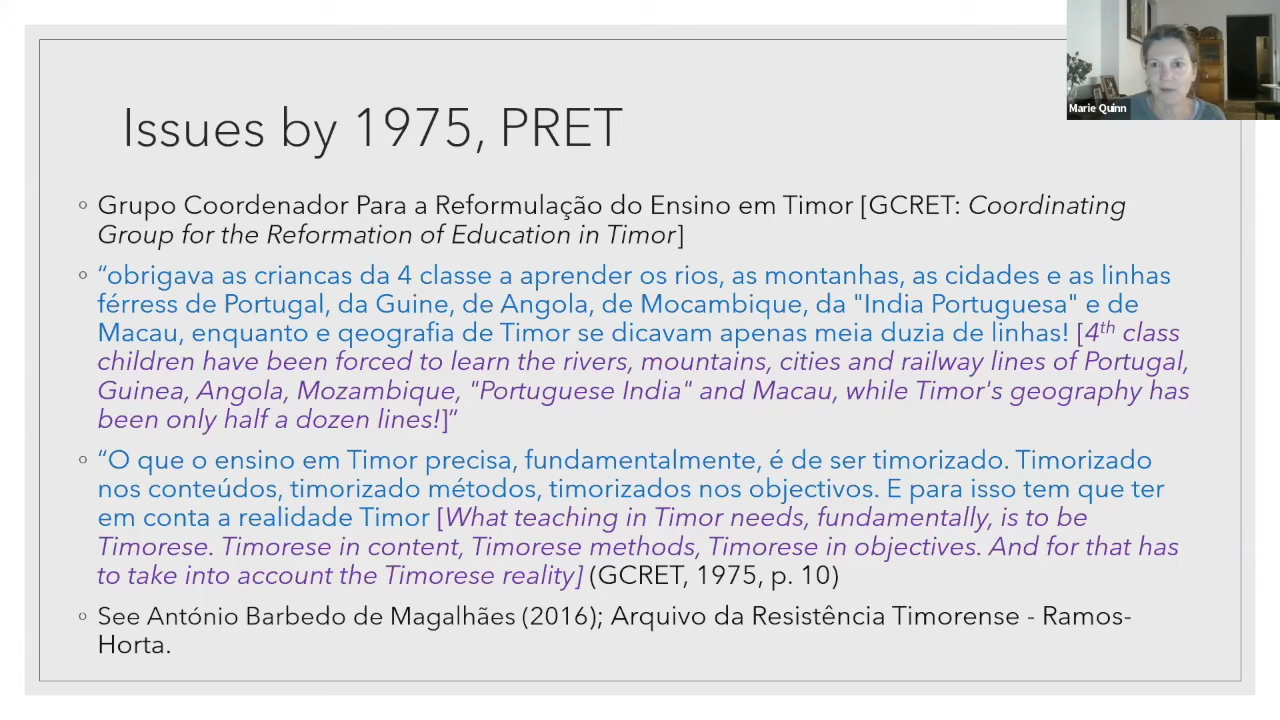 Marie Quinn
Issues by 1975, PRET
◦ Grupo Coordenador Para a Reformulação do Ensino em Timor [GCRET: Coordinating
Group for the Reformation of Education in Timor]
◦ “obrigava as criancas da 4 classe a aprender os rios, as montanhas, as cidades e as linhas
férress de Portugal, da Guine, de Angola, de Mocambique, da "India Portuguesa" e de
Macau, enquanto e qeografia de Timor se dicavam apenas meia duzia de linhas! [4th class
children have been forced to learn the rivers, mountains, cities and railway lines of Portugal,
Guinea, Angola, Mozambique, "Portuguese India" and Macau, while Timor's geography has
been only half a dozen lines!]“
◦ “O que o ensino em Timor precisa, fundamentalmente, é de ser timorizado. Timorizado
nos conteúdos, timorizado métodos, timorizados nos objectivos. E para isso tem que ter
em conta a realidade Timor [What teaching in Timor needs, fundamentally, is to be
Timorese. Timorese in content, Timorese methods, Timorese in objectives. And for that has
to take into account the Timorese reality] (GCRET, 1975, p. 10)
◦ See António Barbedo de Magalhães (2016); Arquivo da Resistência Timorense - Ramos-
Horta.